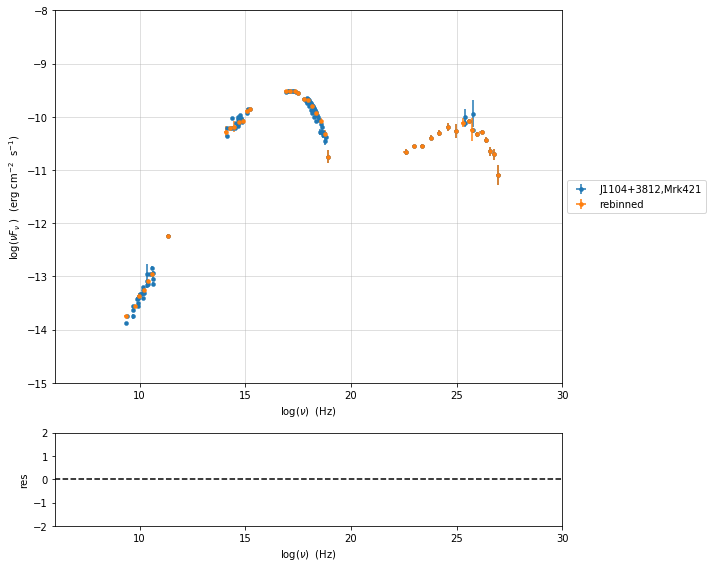 −8
−9
−10
−11
−12
−13
−14
−15
log(νFν ) (erg cm−2 s−1)
10 15 20 25 30
log(ν) (Hz)
J1104+3812,Mrk421
rebinned
2
1
0
−1
−2
res
10 15 20 25 30
log(ν) (Hz)